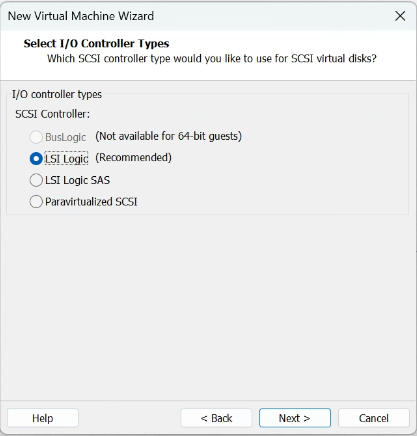 New Virtual Machine Wizard
Select I/O Controller Types
Which SCSI controller type would you like to use for SCSI virtual disks?
I/O controller types
SCSI Controller:
BusLogic (Not available for 64-bit guests)
LSI Logic (Recommended)
LSI Logic SAS
Paravirtualized SCSI
Help < Back Next > Cancel